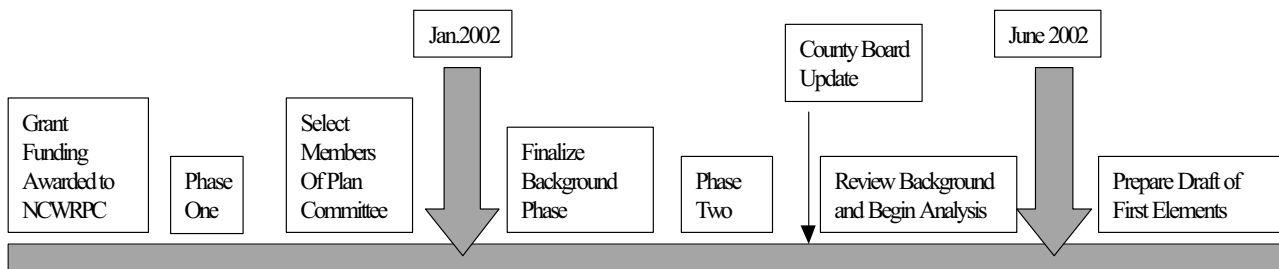 Jan.2002
June 2002
County Board
Update
Grant
Funding
Awarded to
NCWRPC
Phase
One
Select
Members
Of Plan
Committee
Finalize
Background
Phase
Phase
Two
Review Background
and Begin Analysis
Prepare Draft of
First Elements